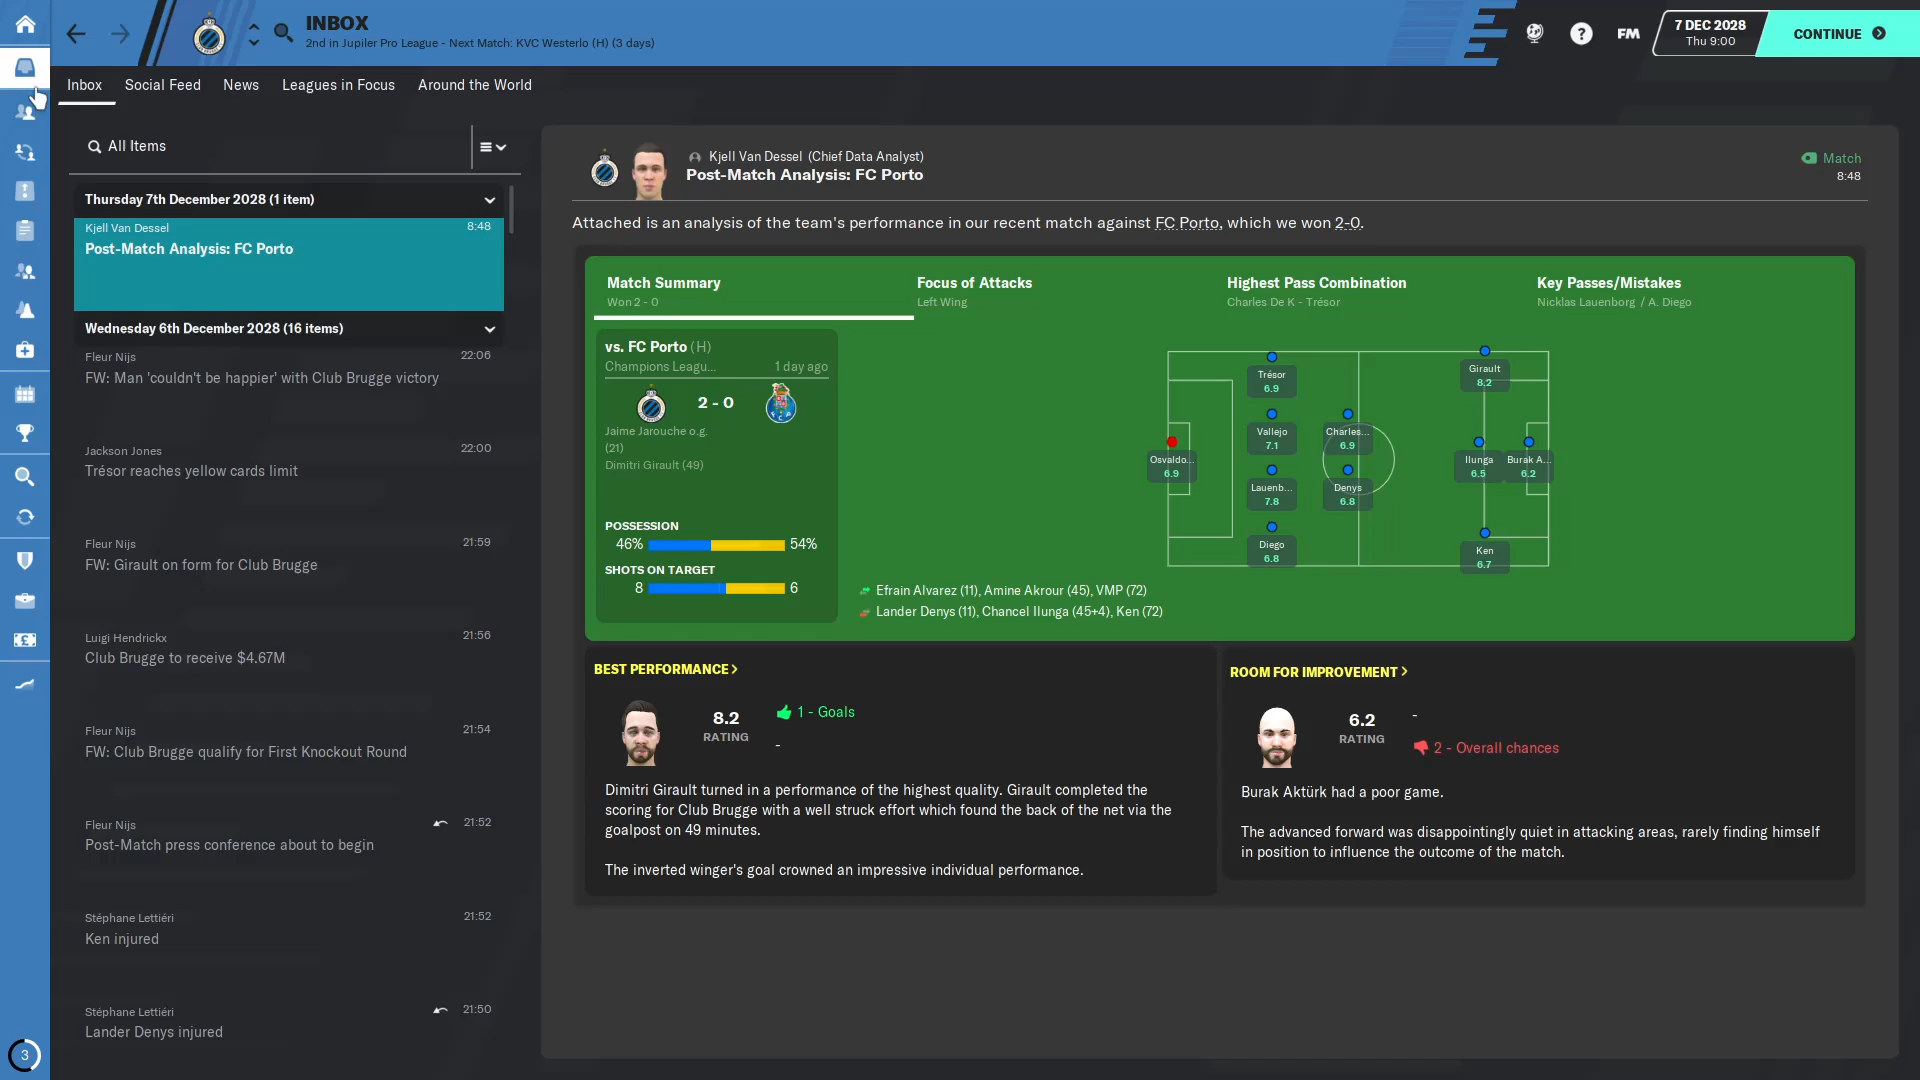 INBOX
2nd in Jupiler Pro League - Next Match: KVC Westerlo (H) (3 days)
?
FM
7 DEC 2028
Thu 9:00
CONTINUE
Inbox
Social Feed
News
Leagues in Focus
Around the World
All Items
Thursday 7th December 2028 (1 item)
Kjell Van Dessel
8:48
Post-Match Analysis: FC Porto
Wednesday 6th December 2028 (16 items)
Fleur Nijs
22:06
FW: Man 'couldn't be happier' with Club Brugge victory
Jackson Jones
22:00
Trésor reaches yellow cards limit
Fleur Nijs
21:59
FW: Girault on form for Club Brugge
Luigi Hendrickx
21:56
Club Brugge to receive $4.67M
Fleur Nijs
21:54
FW: Club Brugge qualify for First Knockout Round
Fleur Nijs
21:52
Post-Match press conference about to begin
Stéphane Lettiéri
21:52
Ken injured
Stéphane Lettiéri
21:50
Lander Denys injured
3
Kjell Van Dessel (Chief Data Analyst)
Post-Match Analysis: FC Porto
Match
8:48
Attached is an analysis of the team's performance in our recent match against FC Porto, which we won 2-0.
Match Summary
Won 2 - 0
Focus of Attacks
Left Wing
Highest Pass Combination
Charles De K - Trésor
Key Passes/Mistakes
Nicklas Lauenborg / A. Diego
vs. FC Porto (H)
Champions Leagu...
1 day ago
2 - 0
Jaime Jarouche o.g.
(21)
Dimitri Girault (49)
POSSESSION
46%
54%
SHOTS ON TARGET
8
6
Osvaldo...
6.9
Trésor
6.9
Vallejo
7.1
Lauenb...
7.8
Diego
6.8
Charles...
6.9
Denys
6.8
Girault
8.2
Ilunga
6.5
Burak A...
6.2
Ken
6.7
Efrain Alvarez (11), Amine Akrour (45), VMP (72)
Lander Denys (11), Chancel Ilunga (45+4), Ken (72)
BEST PERFORMANCE >
8.2
RATING
1 - Goals
-
Dimitri Girault turned in a performance of the highest quality. Girault completed the
scoring for Club Brugge with a well struck effort which found the back of the net via the
goalpost on 49 minutes.
The inverted winger's goal crowned an impressive individual performance.
ROOM FOR IMPROVEMENT >
6.2
RATING
-
2 - Overall chances
Burak Aktürk had a poor game.
The advanced forward was disappointingly quiet in attacking areas, rarely finding himself
in position to influence the outcome of the match.